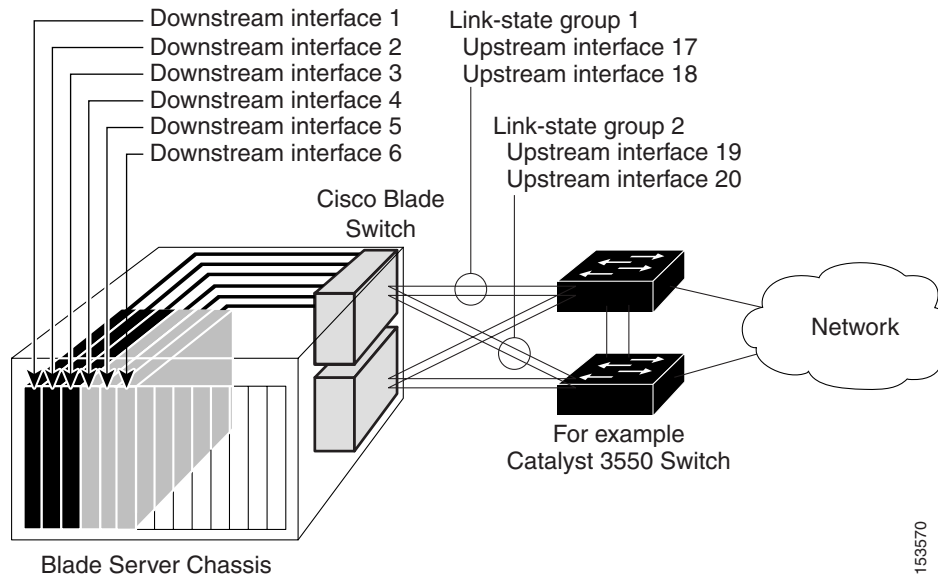 Downstream interface 1
Downstream interface 2
Downstream interface 3
Downstream interface 4
Downstream interface 5
Downstream interface 6
Link-state group 1
Upstream interface 17
Upstream interface 18
Link-state group 2
Upstream interface 19
Upstream interface 20
Cisco Blade
Switch
Network
For example
Catalyst 3550 Switch
Blade Server Chassis
153570